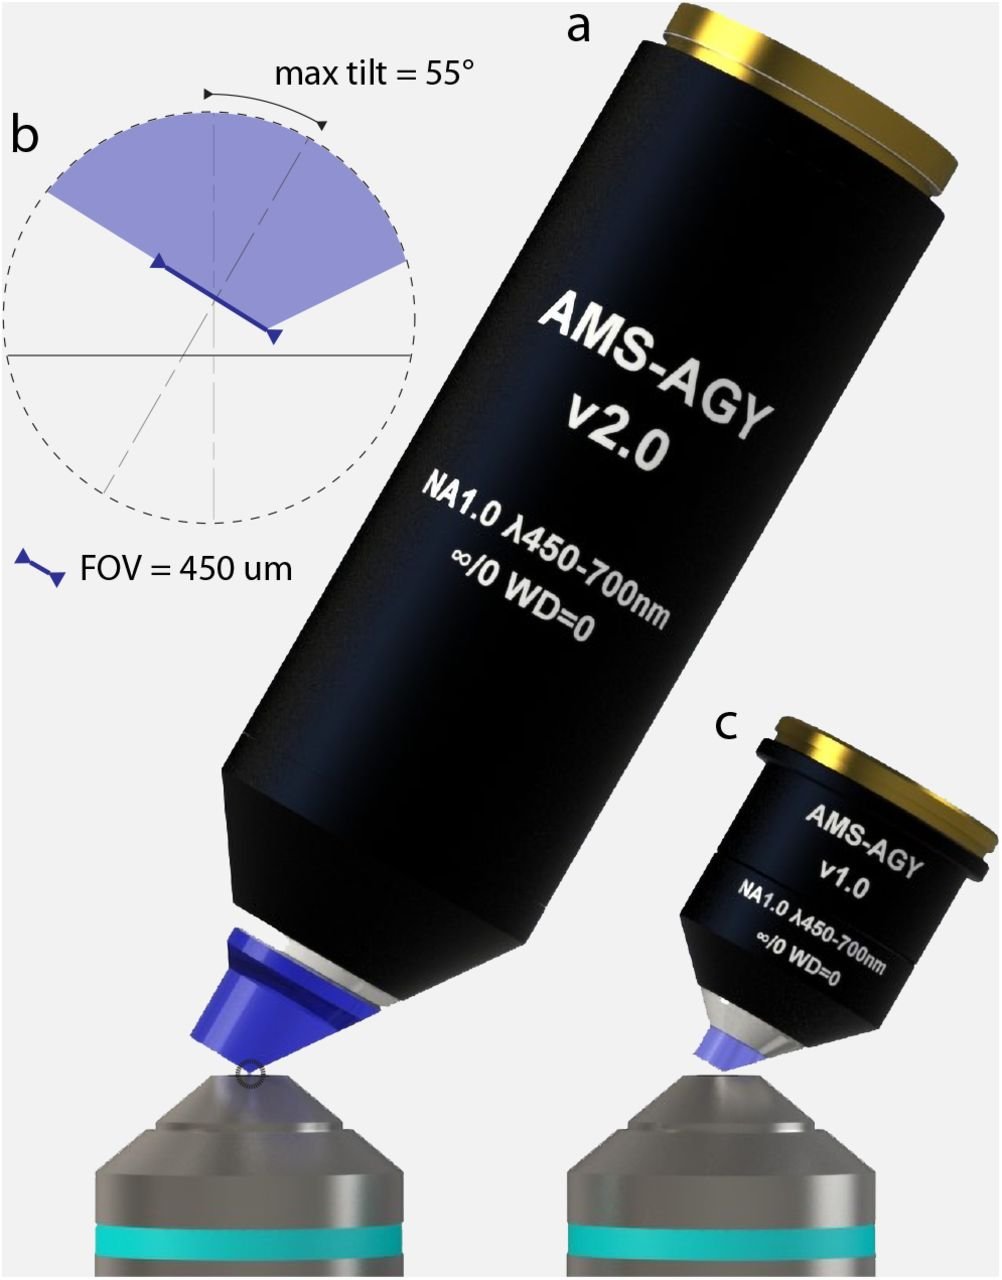 a
max tilt = 55°
b
AMS-AGY
v2.0
NA1.0 λ450-700nm
∞/0 WD=0
FOV = 450 um
c
AMS-AGY
v1.0
NA1.0 λ450-700nm
∞/0 WD=0